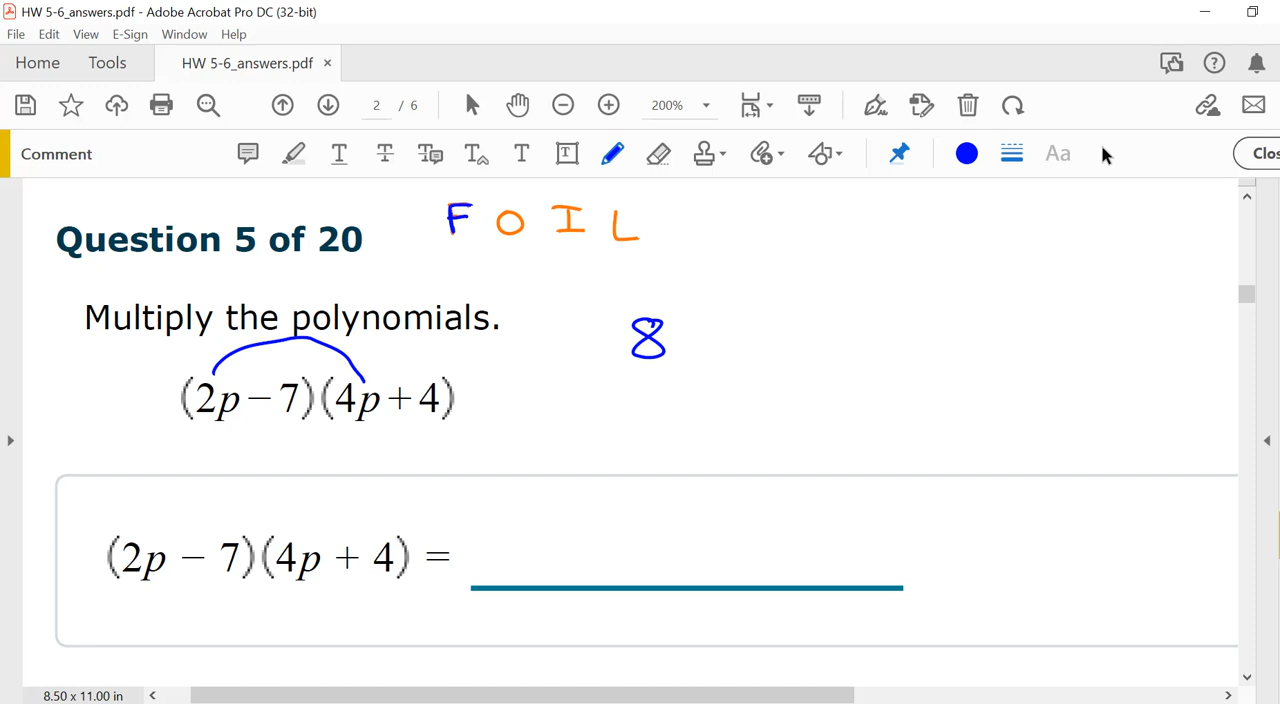 HW 5-6_answers.pdf - Adobe Acrobat Pro DC (32-bit)
File Edit View E-Sign Window Help
Home Tools HW 5-6_answers.pdf ×
2 / 6 200%
Comment T T T T T T Aa Clos
F O I L
Question 5 of 20
Multiply the polynomials.
8
(2p−7)(4p+4)
(2p − 7)(4p + 4) =
8.50 x 11.00 in